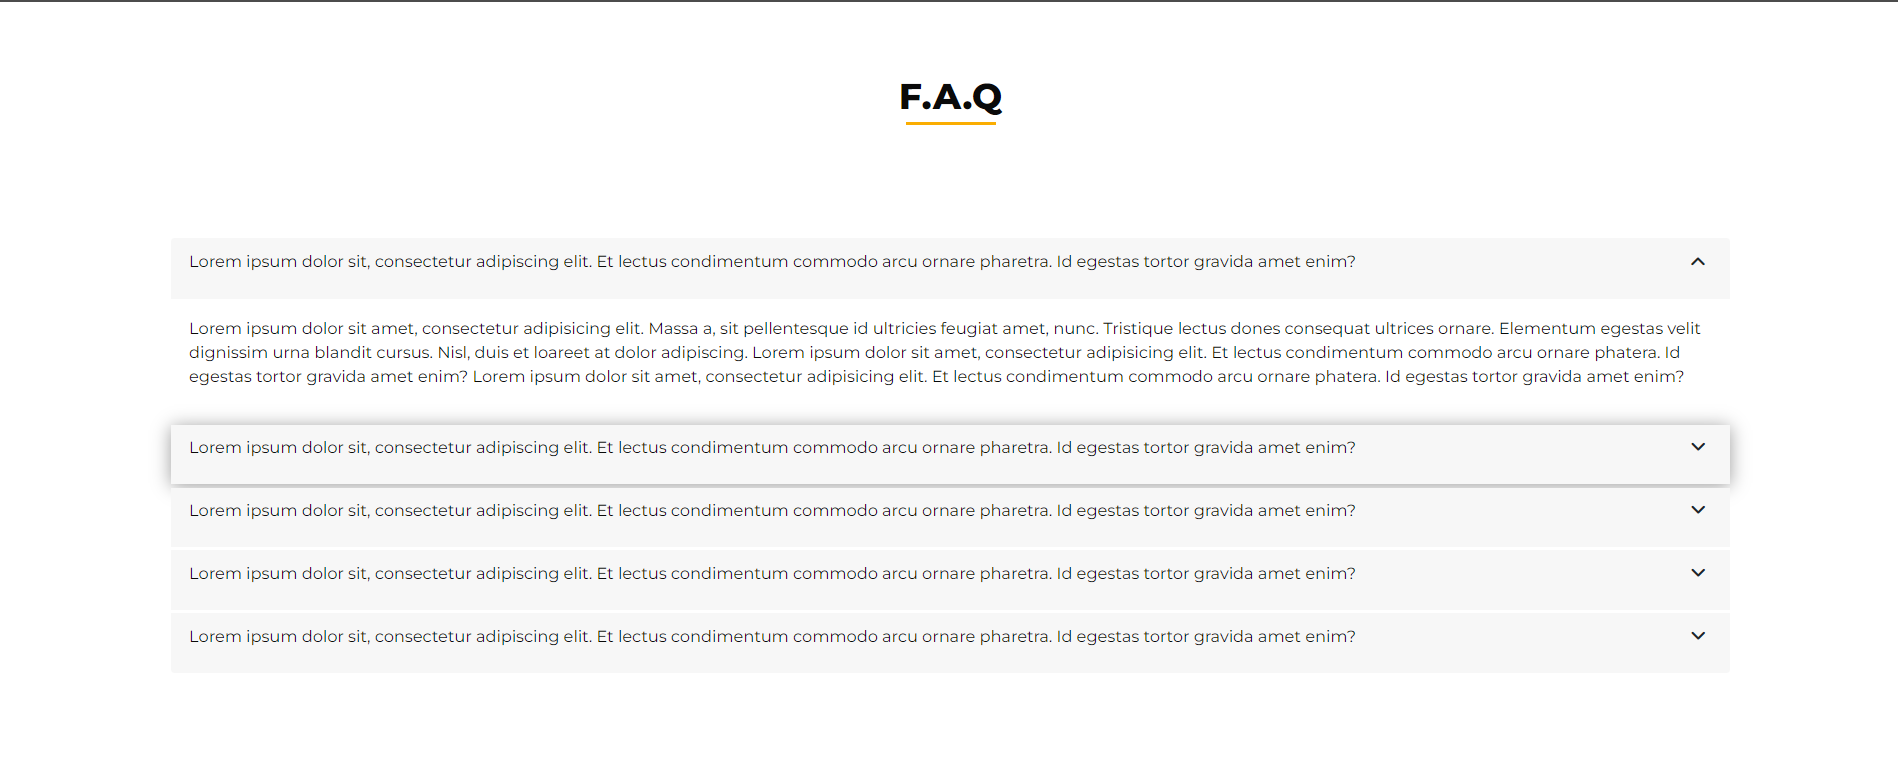 F.A.Q
Lorem ipsum dolor sit, consectetur adipiscing elit. Et lectus condimentum commodo arcu ornare pharetra. Id egestas tortor gravida amet enim?
Lorem ipsum dolor sit amet, consectetur adipisicing elit. Massa a, sit pellentesque id ultricies feugiat amet, nunc. Tristique lectus dones consequat ultrices ornare. Elementum egestas velit
dignissim urna blandit cursus. Nisl, duis et loareet at dolor adipiscing. Lorem ipsum dolor sit amet, consectetur adipisicing elit. Et lectus condimentum commodo arcu ornare phatera. Id
egestas tortor gravida amet enim? Lorem ipsum dolor sit amet, consectetur adipisicing elit. Et lectus condimentum commodo arcu ornare phatera. Id egestas tortor gravida amet enim?
Lorem ipsum dolor sit, consectetur adipiscing elit. Et lectus condimentum commodo arcu ornare pharetra. Id egestas tortor gravida amet enim?
Lorem ipsum dolor sit, consectetur adipiscing elit. Et lectus condimentum commodo arcu ornare pharetra. Id egestas tortor gravida amet enim?
Lorem ipsum dolor sit, consectetur adipiscing elit. Et lectus condimentum commodo arcu ornare pharetra. Id egestas tortor gravida amet enim?
Lorem ipsum dolor sit, consectetur adipiscing elit. Et lectus condimentum commodo arcu ornare pharetra. Id egestas tortor gravida amet enim?